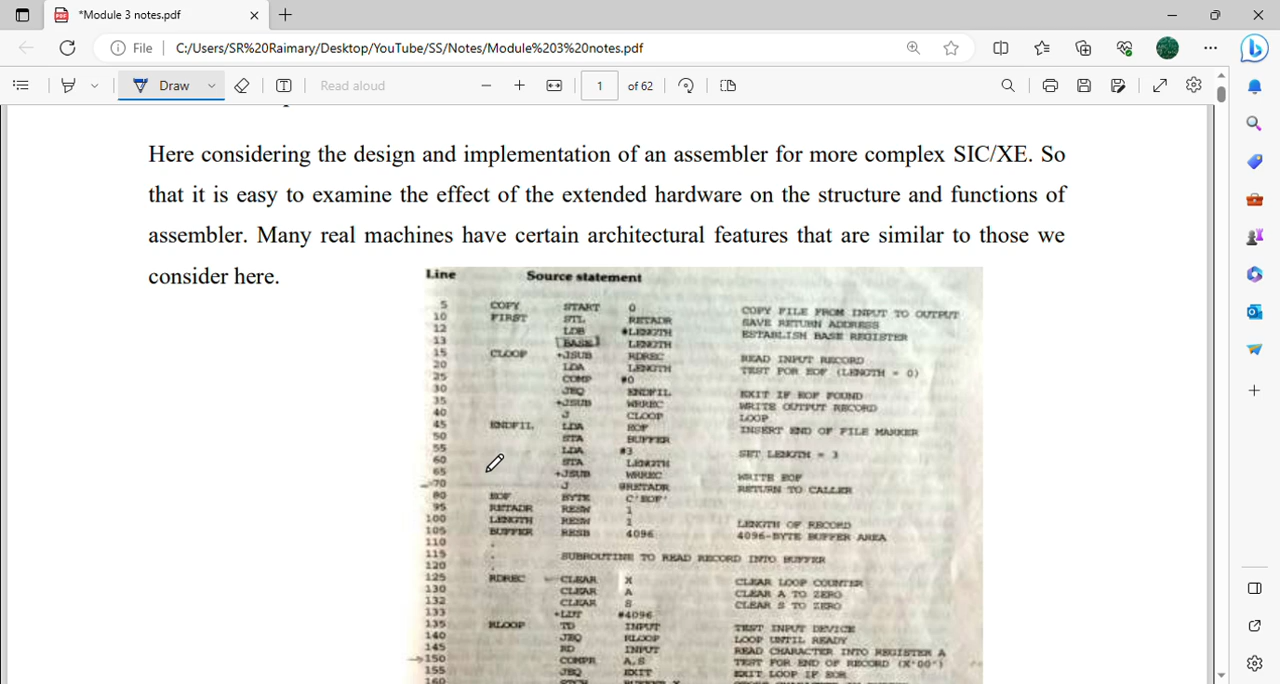 *Module 3 notes.pdf
File C:/Users/SR%20Raimary/Desktop/YouTube/SS/Notes/Module%203%20notes.pdf
Draw Read aloud 1 of 62
Here considering the design and implementation of an assembler for more complex SIC/XE. So
that it is easy to examine the effect of the extended hardware on the structure and functions of
assembler. Many real machines have certain architectural features that are similar to those we
consider here.
Line Source statement
5 COPY START 0 COPY FILE FROM INPUT TO OUTPUT
10 FIRST STL RETADR SAVE RETURN ADDRESS
12 LDB #LENGTH ESTABLISH BASE REGISTER
13 BASE LENGTH
15 CLOOP +JSUB RDREC READ INPUT RECORD
20 LDA LENGTH TEST FOR EOF (LENGTH = 0)
25 COMP #0
30 JEQ ENDFIL EXIT IF EOF FOUND
35 +JSUB WRREC WRITE OUTPUT RECORD
40 J CLOOP LOOP
45 ENDFIL LDA EOF INSERT END OF FILE MARKER
50 STA BUFFER
55 LDA #3 SET LENGTH = 3
60 STA LENGTH
65 +JSUB WRREC WRITE EOF
70 J @RETADR RETURN TO CALLER
80 EOF BYTE C'EOF'
95 RETADR RESW 1
100 LENGTH RESW 1 LENGTH OF RECORD
105 BUFFER RESB 4096 4096-BYTE BUFFER AREA
110 .
115 . SUBROUTINE TO READ RECORD INTO BUFFER
120 .
125 RDREC CLEAR X CLEAR LOOP COUNTER
130 CLEAR A CLEAR A TO ZERO
132 CLEAR S CLEAR S TO ZERO
133 +LDT #4096
135 RLOOP TD INPUT TEST INPUT DEVICE
140 JEQ RLOOP LOOP UNTIL READY
145 RD INPUT READ CHARACTER INTO REGISTER A
150 COMPR A,S TEST FOR END OF RECORD (X'00')
155 JEQ EXIT EXIT LOOP IF EOR
160